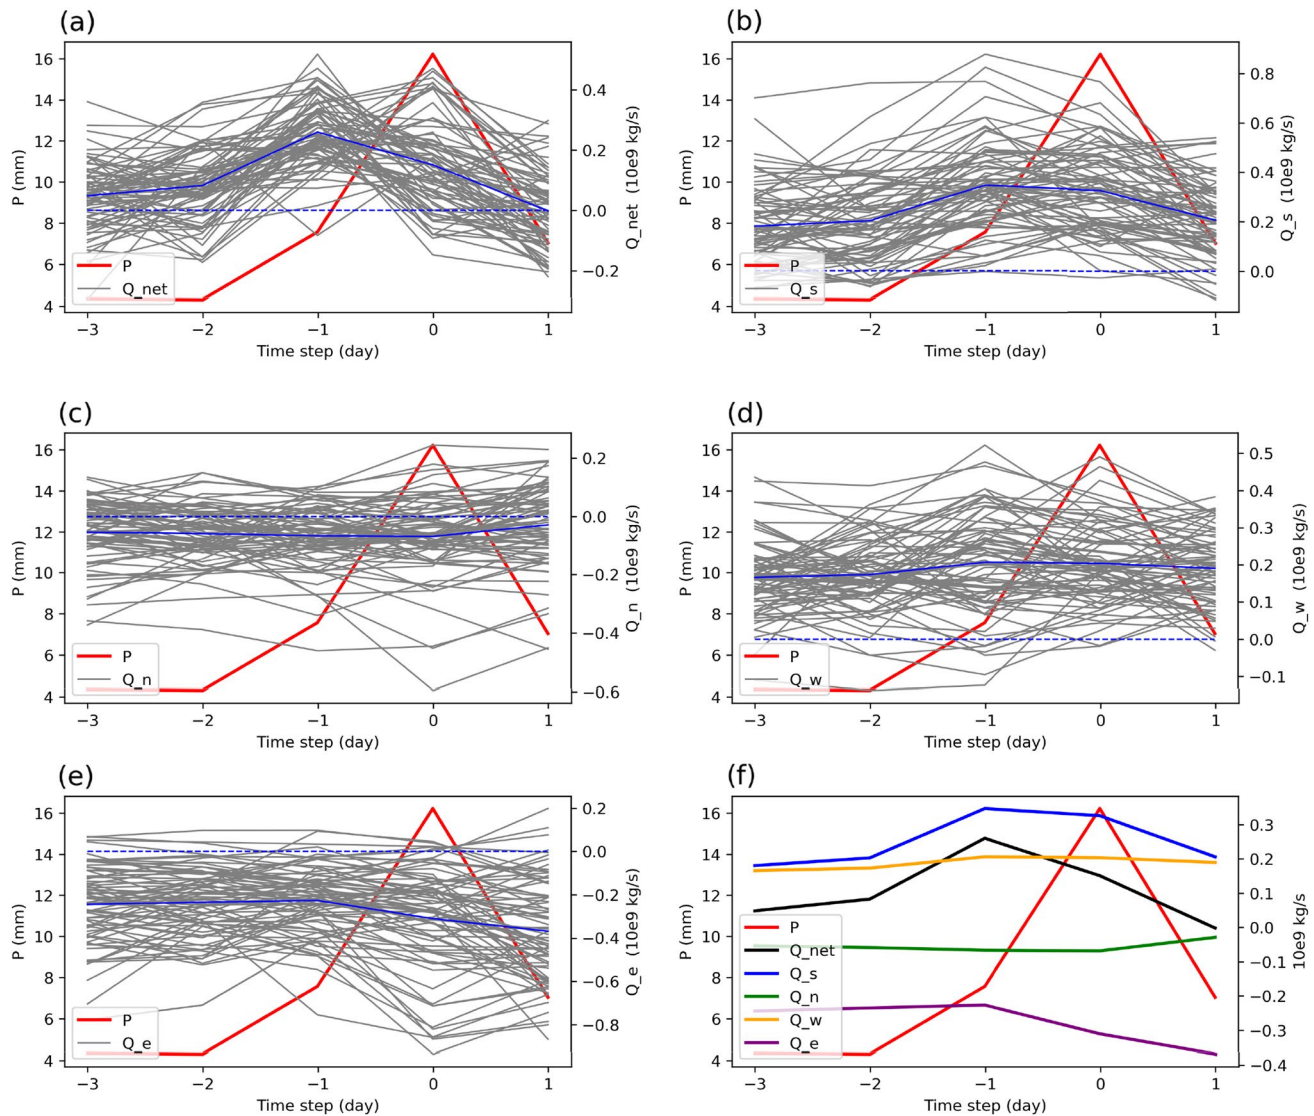 (a)
P (mm)
16
14
12
10
8
6
4
−3
−2
−1
0
1
Time step (day)
0.4
0.2
0.0
−0.2
Q_net (10e9 kg/s)
P
Q_net
(b)
P (mm)
16
14
12
10
8
6
4
−3
−2
−1
0
1
Time step (day)
0.8
0.6
0.4
0.2
0.0
Q_s (10e9 kg/s)
P
Q_s
(c)
P (mm)
16
14
12
10
8
6
4
−3
−2
−1
0
1
Time step (day)
0.2
0.0
−0.2
−0.4
−0.6
Q_n (10e9 kg/s)
P
Q_n
(d)
P (mm)
16
14
12
10
8
6
4
−3
−2
−1
0
1
Time step (day)
0.5
0.4
0.3
0.2
0.1
0.0
−0.1
Q_w (10e9 kg/s)
P
Q_w
(e)
P (mm)
16
14
12
10
8
6
4
−3
−2
−1
0
1
Time step (day)
0.2
0.0
−0.2
−0.4
−0.6
−0.8
Q_e (10e9 kg/s)
P
Q_e
(f)
P (mm)
16
14
12
10
8
6
4
−3
−2
−1
0
1
Time step (day)
0.3
0.2
0.1
0.0
−0.1
−0.2
−0.3
−0.4
10e9 kg/s
P
Q_net
Q_s
Q_n
Q_w
Q_e